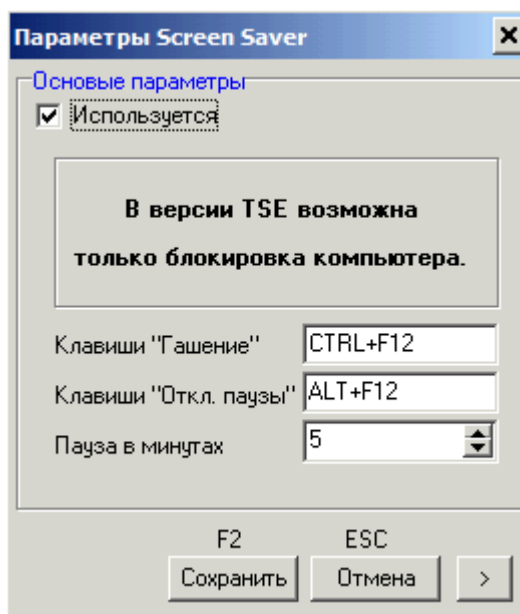 Параметры Screen Saver
Основые параметры
Используется
В версии TSE возможна
только блокировка компьютера.
Клавиши "Гашение" CTRL+F12
Клавиши "Откл. паузы" ALT+F12
Пауза в минутах 5
F2 ESC
Сохранить Отмена >